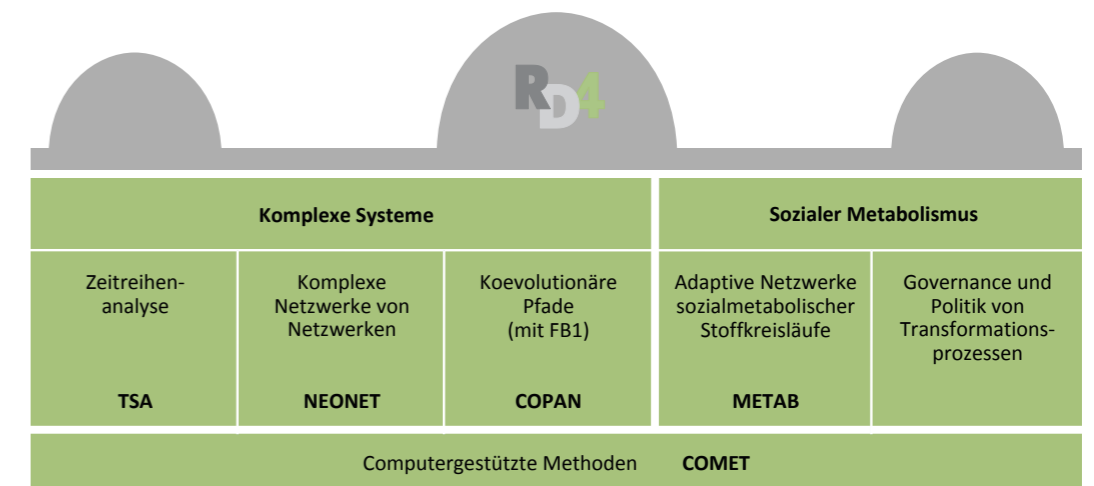 RD4
Komplexe Systeme
Sozialer Metabolismus
Zeitreihen-
analyse
TSA
Komplexe
Netzwerke von
Netzwerken
NEONET
Koevolutionäre
Pfade
(mit FB1)
COPAN
Adaptive Netzwerke
sozialmetabolischer
Stoffkreisläufe
METAB
Governance und
Politik von
Transformations-
prozessen
Computergestützte Methoden COMET